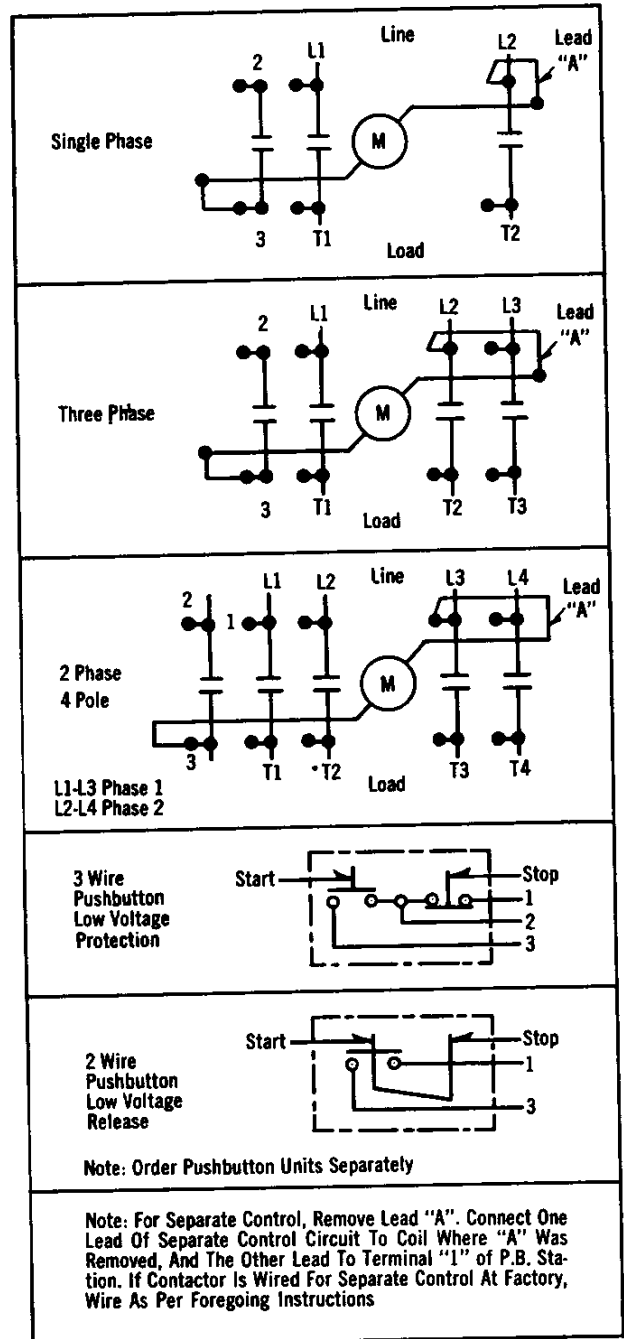 Line
L1
L2
Lead
"A"
2
Single Phase
M
3
T1
T2
Load
Line
L1
L2
L3
Lead
"A"
2
Three Phase
M
3
T1
T2
T3
Load
Line
L1
L2
L3
L4
Lead
"A"
2
1
2 Phase
4 Pole
M
3
T1
T2
T3
T4
Load
L1-L3 Phase 1
L2-L4 Phase 2
3 Wire
Pushbutton
Low Voltage
Protection
Start
Stop
1
2
3
2 Wire
Pushbutton
Low Voltage
Release
Start
Stop
1
3
Note: Order Pushbutton Units Separately
Note: For Separate Control, Remove Lead "A". Connect One
Lead Of Separate Control Circuit To Coil Where "A" Was
Removed, And The Other Lead To Terminal "1" of P.B. Sta-
tion. If Contactor Is Wired For Separate Control At Factory,
Wire As Per Foregoing Instructions